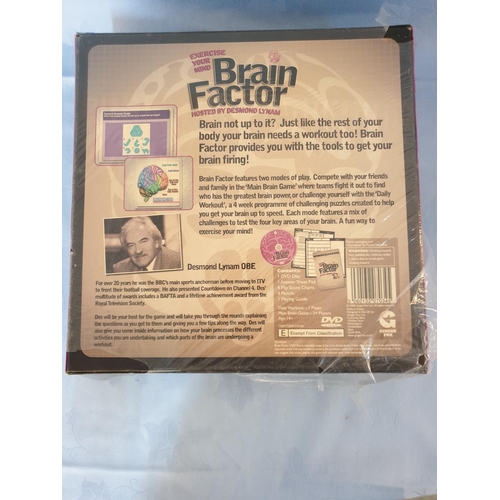 EXERCISE
YOUR
MIND
Brain
Factor
HOSTED BY DESMOND LYNAM
Brain not up to it? Just like the rest of your
body your brain needs a workout too! Brain
Factor provides you with the tools to get your
brain firing!
Brain Factor features two modes of play. Compete with your friends
and family in the 'Main Brain Game' where teams fight it out to find
who has the greatest brain power, or challenge yourself with the 'Daily
Workout', a 4 week programme of challenging puzzles created to help
you get your brain up to speed. Each mode features a mix of
challenges to test the four key areas of your brain. A fun way to
exercise your mind!
Desmond Lynam OBE
For over 20 years he was the BBC's main sports anchorman before moving to ITV
to front their football coverage. He also presented Countdown on Channel 4. Des'
multitude of awards includes a BAFTA and a lifetime achievement award from the
Royal Television Society.
Des will be your host for the game and will take you through the rounds explaining
the questions as you get to them and giving you a few tips along the way. Des will
also give you some insights into information on how your brain processes the different
activities you are undertaking and which parts of the brain are undergoing a
workout.
Brain
Factor
Contents:
1 DVD Disc
DVD
E Exempt From Classification